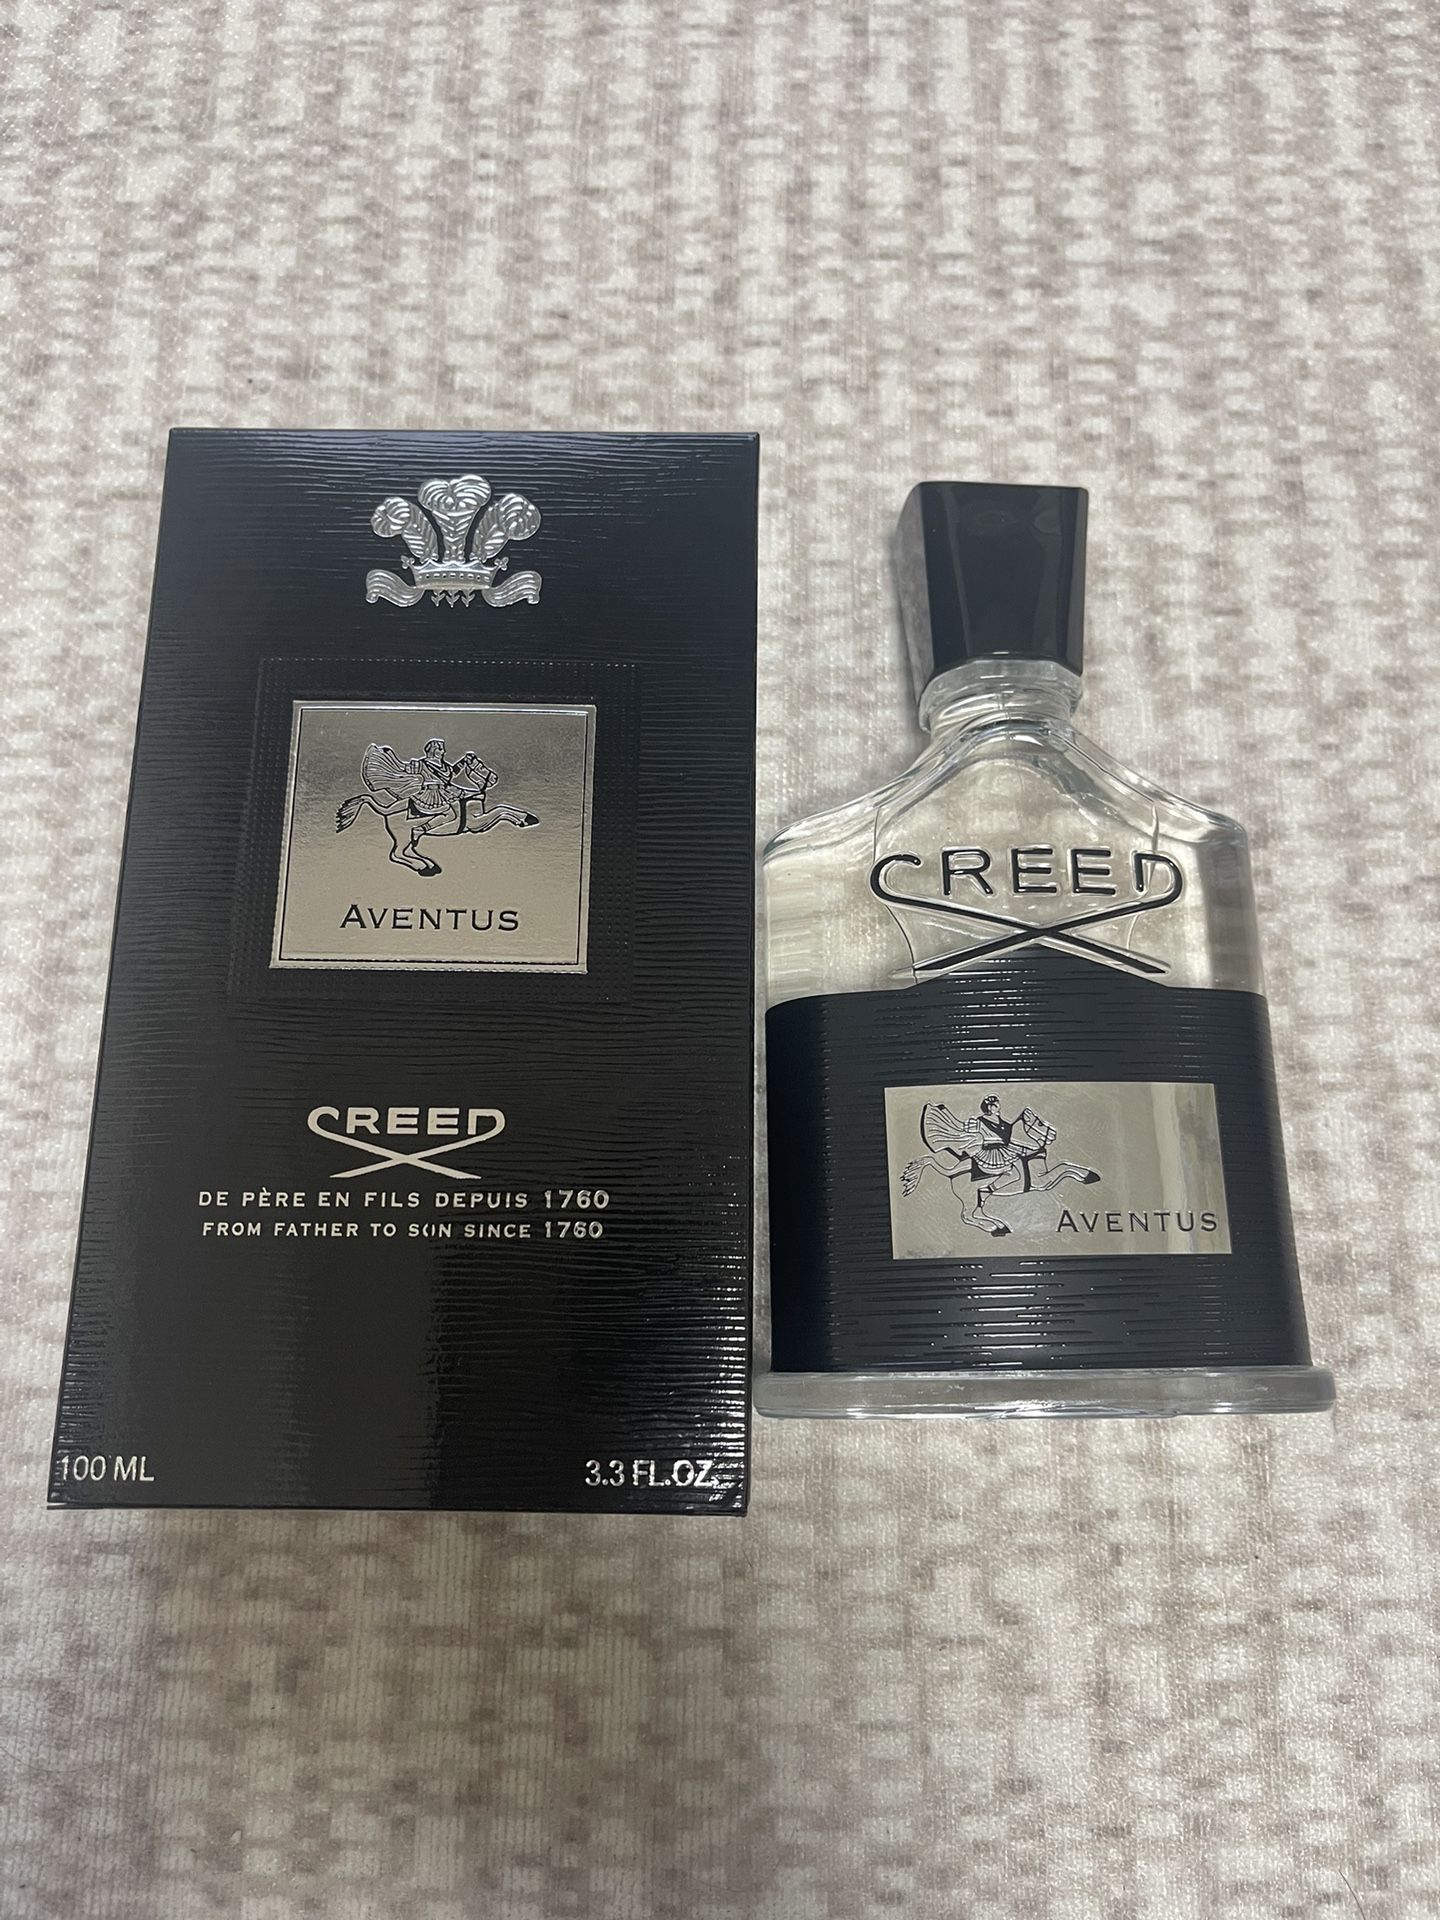 AVENTUS
CREED
DE PÈRE EN FILS DEPUIS 1760
FROM FATHER TO SON SINCE 1760
100 ML
3.3 FL.OZ.
CREED
AVENTUS